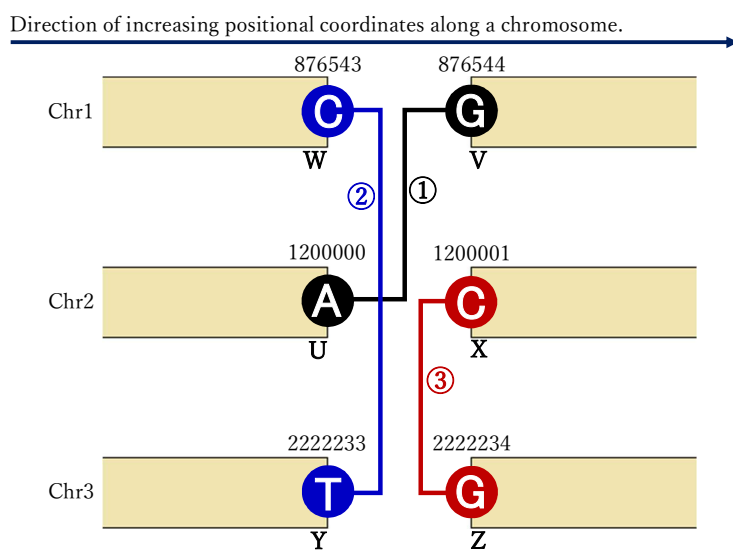 Direction of increasing positional coordinates along a chromosome.
876543 876544
Chr1 C G
W V
② ①
1200000 1200001
Chr2 A C
U X
③
2222233 2222234
Chr3 T G
Y Z